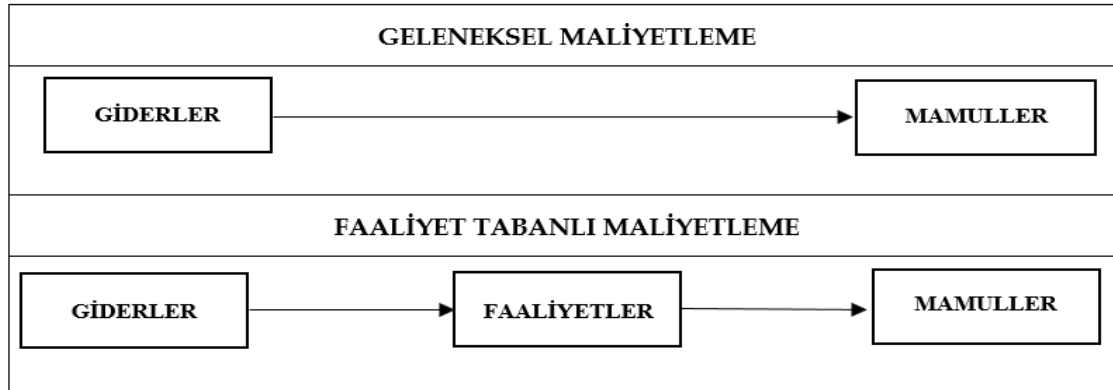 GELENEKSEL MALİYETLEME
GİDERLER
MAMULLER
FAALİYET TABANLI MALİYETLEME
GİDERLER
FAALİYETLER
MAMULLER